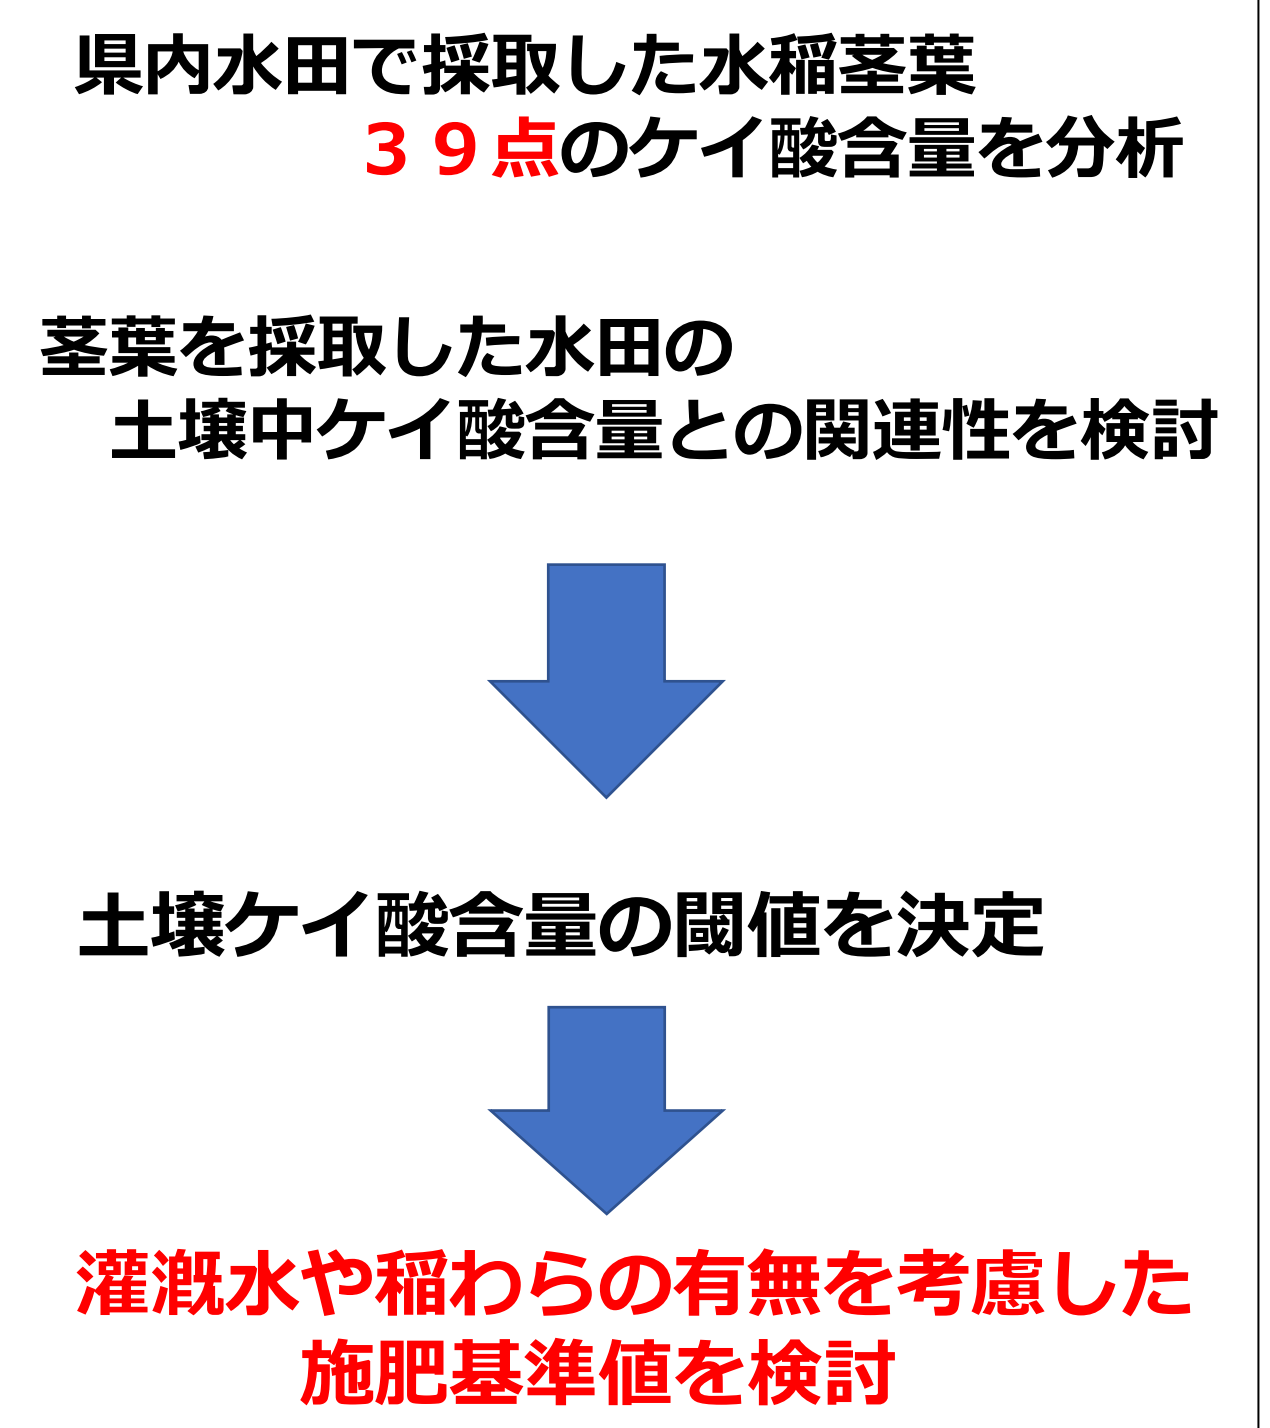 県内水田で採取した水稲茎葉
３９点のケイ酸含量を分析
茎葉を採取した水田の
土壌中ケイ酸含量との関連性を検討
土壌ケイ酸含量の閾値を決定
灌漑水や稲わらの有無を考慮した
施肥基準値を検討